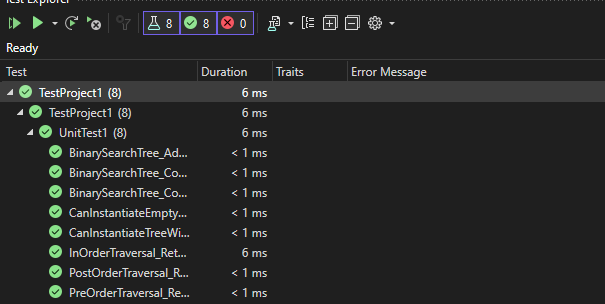 Test Explorer
8 8 0
Ready
Test Duration Traits Error Message
TestProject1 (8) 6 ms
TestProject1 (8) 6 ms
UnitTest1 (8) 6 ms
BinarySearchTree_Ad... < 1 ms
BinarySearchTree_Co... < 1 ms
BinarySearchTree_Co... < 1 ms
CanInstantiateEmpty... < 1 ms
CanInstantiateTreeWi... < 1 ms
InOrderTraversal_Ret... 6 ms
PostOrderTraversal_R... < 1 ms
PreOrderTraversal_Re... < 1 ms